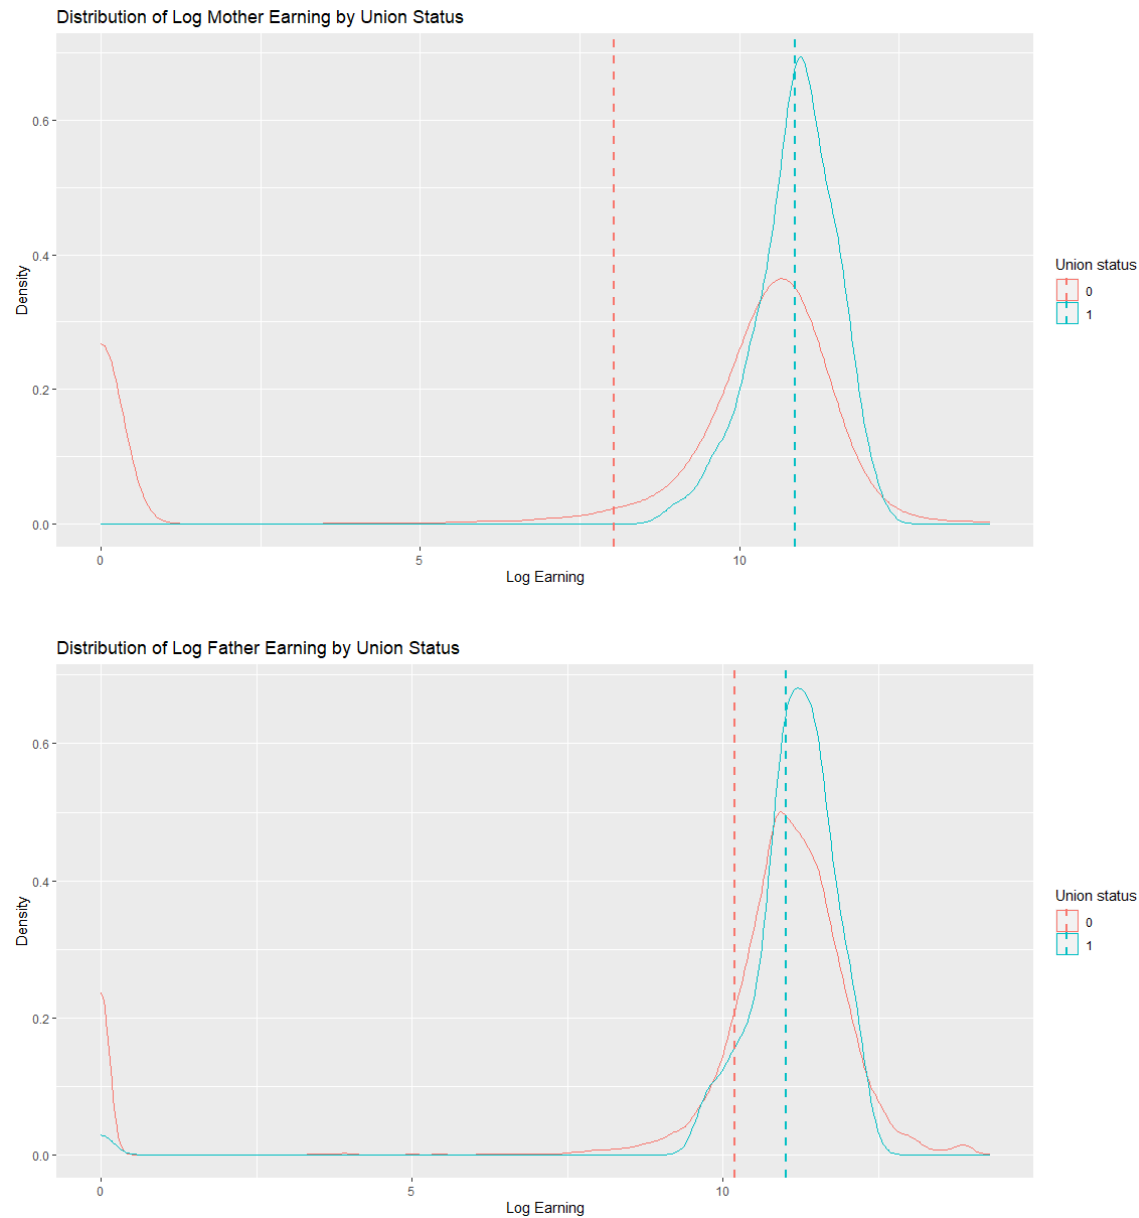 Distribution of Log Mother Earning by Union Status
0.6
0.4
0.2
0.0
Density
0 5 10
Log Earning
Union status
0
1
Distribution of Log Father Earning by Union Status
0.6
0.4
0.2
0.0
Density
0 5 10
Log Earning
Union status
0
1